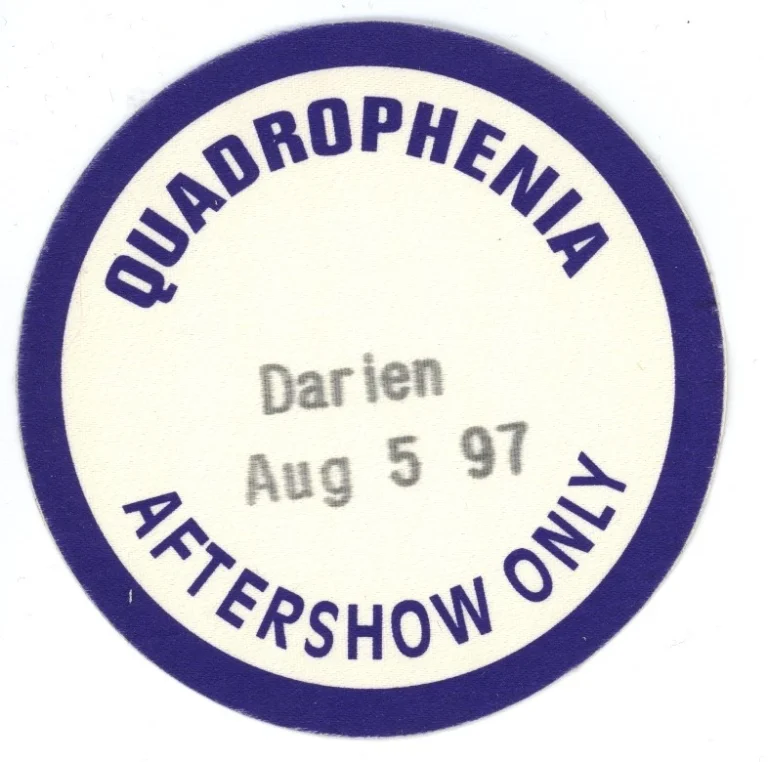 QUADROPHENIA
Darien
Aug 5 97
AFTERSHOW ONLY